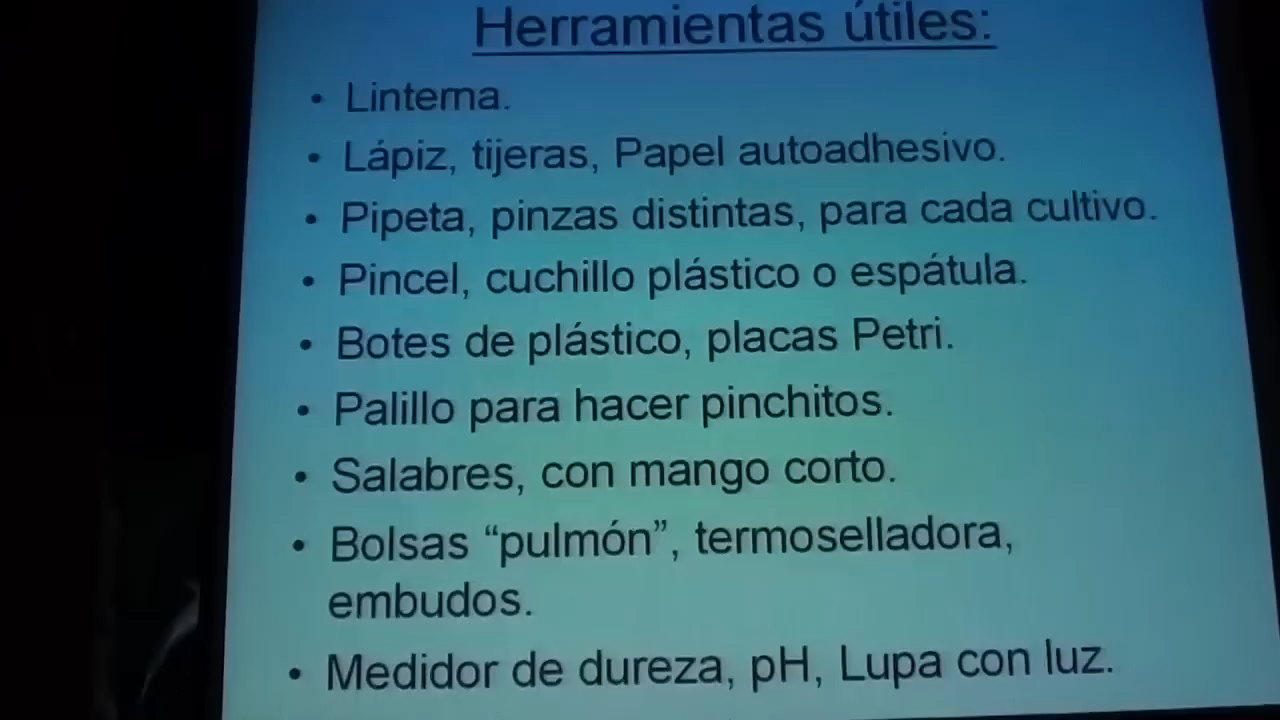 Herramientas útiles:
• Linterna.
• Lápiz, tijeras, Papel autoadhesivo.
• Pipeta, pinzas distintas, para cada cultivo.
• Pincel, cuchillo plástico o espátula.
• Botes de plástico, placas Petri.
• Palillo para hacer pinchitos.
• Salabres, con mango corto.
• Bolsas “pulmón”, termoselladora,
embudos.
• Medidor de dureza, pH, Lupa con luz.